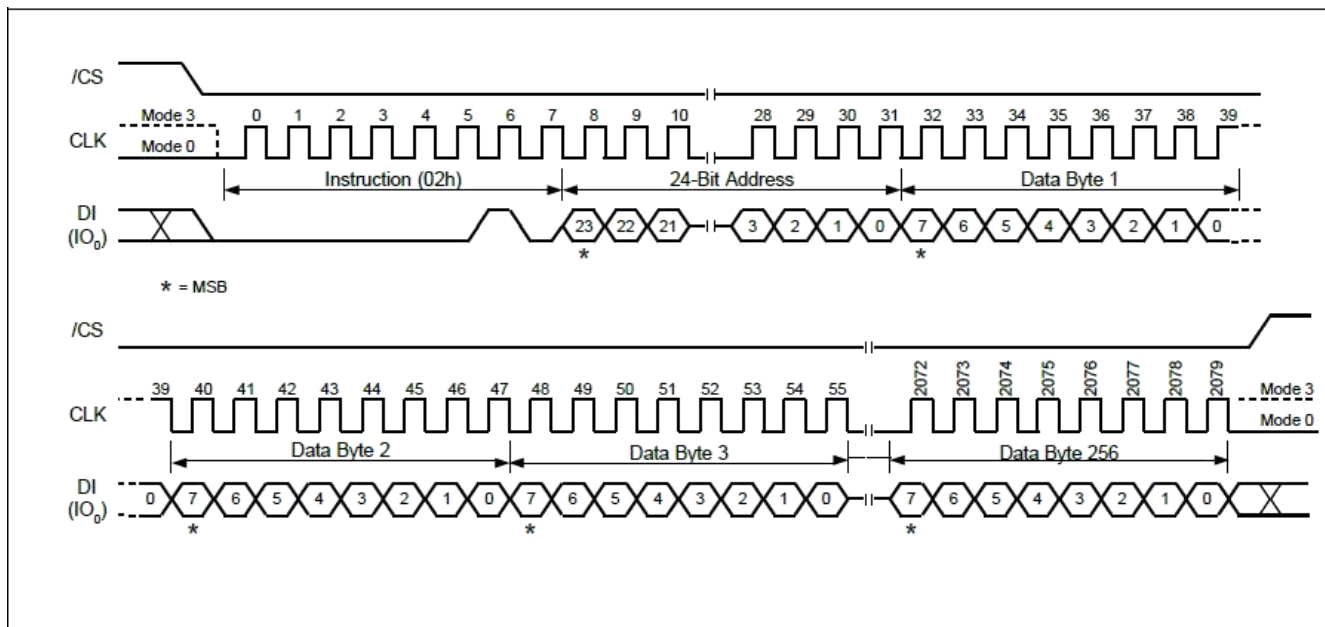 /CS
Mode 3 0 1 2 3 4 5 6 7 8 9 10 28 29 30 31 32 33 34 35 36 37 38 39
CLK
Mode 0
Instruction (02h) 24-Bit Address Data Byte 1
DI
(IO₀)
23 22 21 3 2 1 0 7 6 5 4 3 2 1 0
* *
* = MSB
/CS
39 40 41 42 43 44 45 46 47 48 49 50 51 52 53 54 55 2072 2073 2074 2075 2076 2077 2078 2079 Mode 3
CLK
Mode 0
Data Byte 2 Data Byte 3 Data Byte 256
DI
(IO₀)
0 7 6 5 4 3 2 1 0 7 6 5 4 3 2 1 0 7 6 5 4 3 2 1 0
* * *